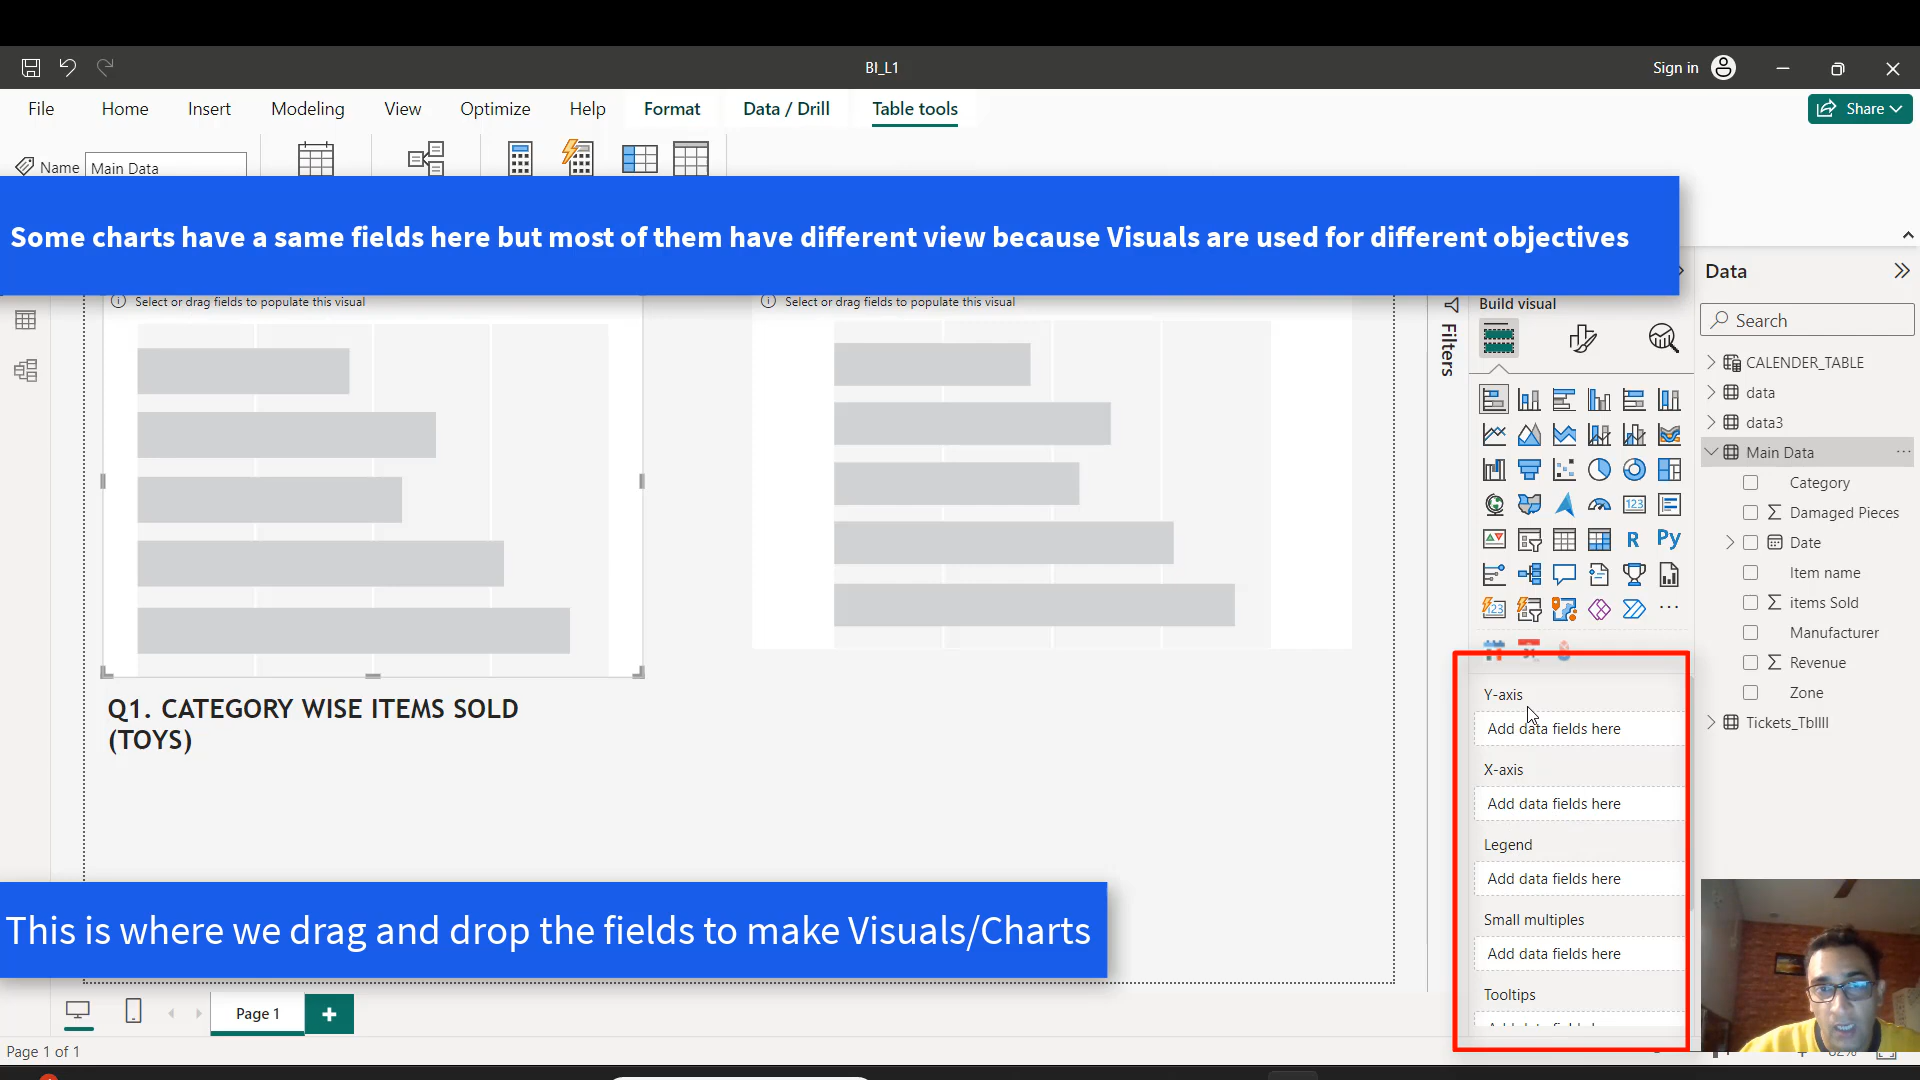 BI_L1
Sign in
File
Home
Insert
Modeling
View
Optimize
Help
Format
Data / Drill
Table tools
Share
Name
Main Data
Some charts have a same fields here but most of them have different view because Visuals are used for different objectives
Select or drag fields to populate this visual
Select or drag fields to populate this visual
Q1. CATEGORY WISE ITEMS SOLD
(TOYS)
This is where we drag and drop the fields to make Visuals/Charts
Filters
Build visual
123
R
Py
123
Y-axis
Add data fields here
X-axis
Add data fields here
Legend
Add data fields here
Small multiples
Add data fields here
Tooltips
Data
Search
CALENDER_TABLE
data
data3
Main Data
Category
Damaged Pieces
Date
Item name
items Sold
Manufacturer
Revenue
Zone
Page 1
Page 1 of 1